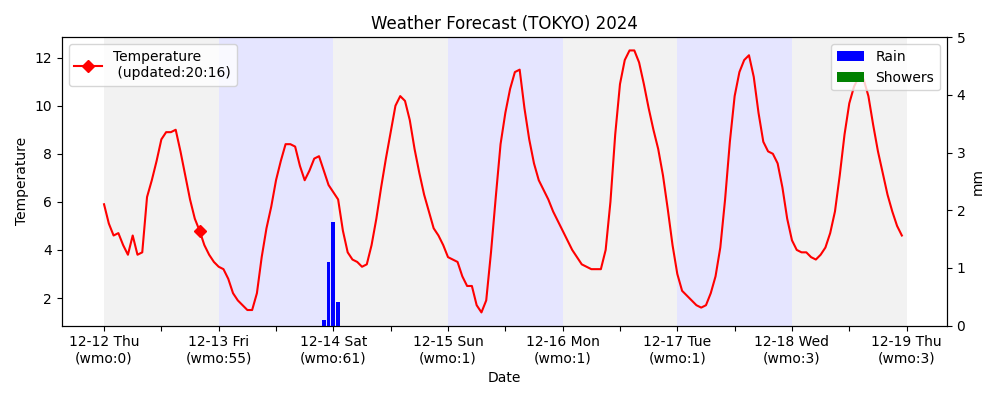 Weather Forecast (TOKYO) 2024
Temperature
(updated:20:16)
Rain
Showers
12
10
8
6
4
2
Temperature
5
4
3
2
1
0
mm
12-12 Thu
(wmo:0)
12-13 Fri
(wmo:55)
12-14 Sat
(wmo:61)
12-15 Sun
(wmo:1)
12-16 Mon
(wmo:1)
12-17 Tue
(wmo:1)
12-18 Wed
(wmo:3)
12-19 Thu
(wmo:3)
Date